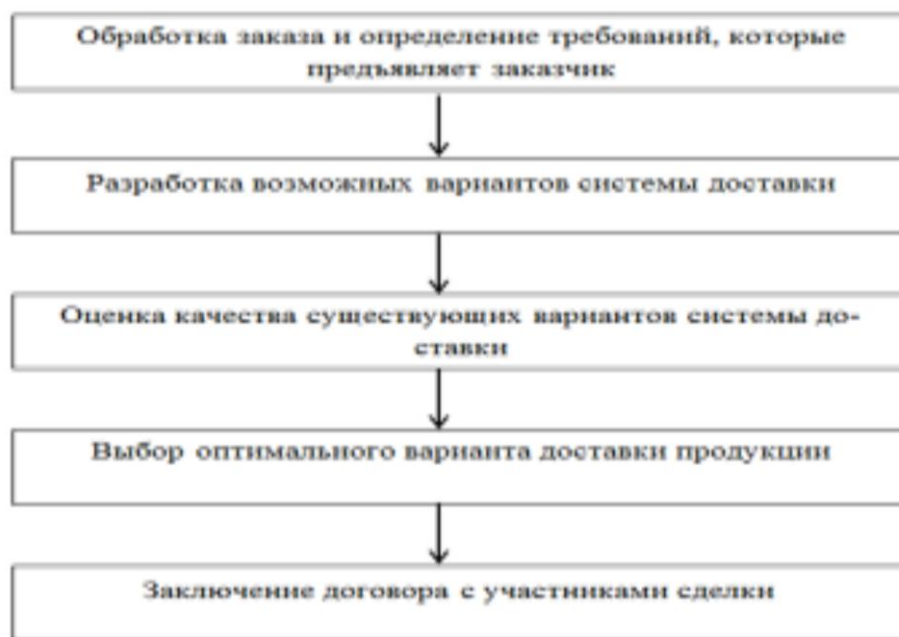 Обработка заказа и определение требований, которые
предъявляет заказчик
Разработка возможных вариантов системы доставки
Оценка качества существующих вариантов системы до-
ставки
Выбор оптимального варианта доставки продукции
Заключение договора с участниками сделки